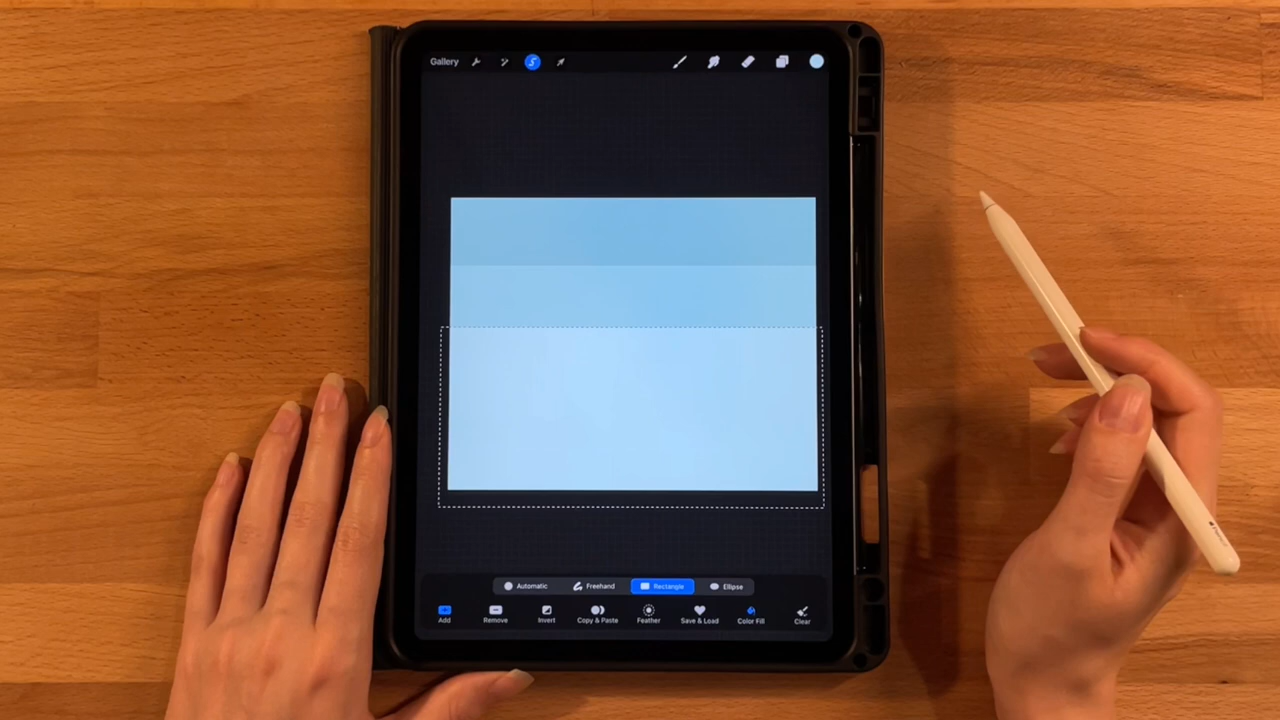 Gallery
Automatic Freehand Rectangle Ellipse
Add Remove Invert Copy & Paste Feather Save & Load Color Fill Clear